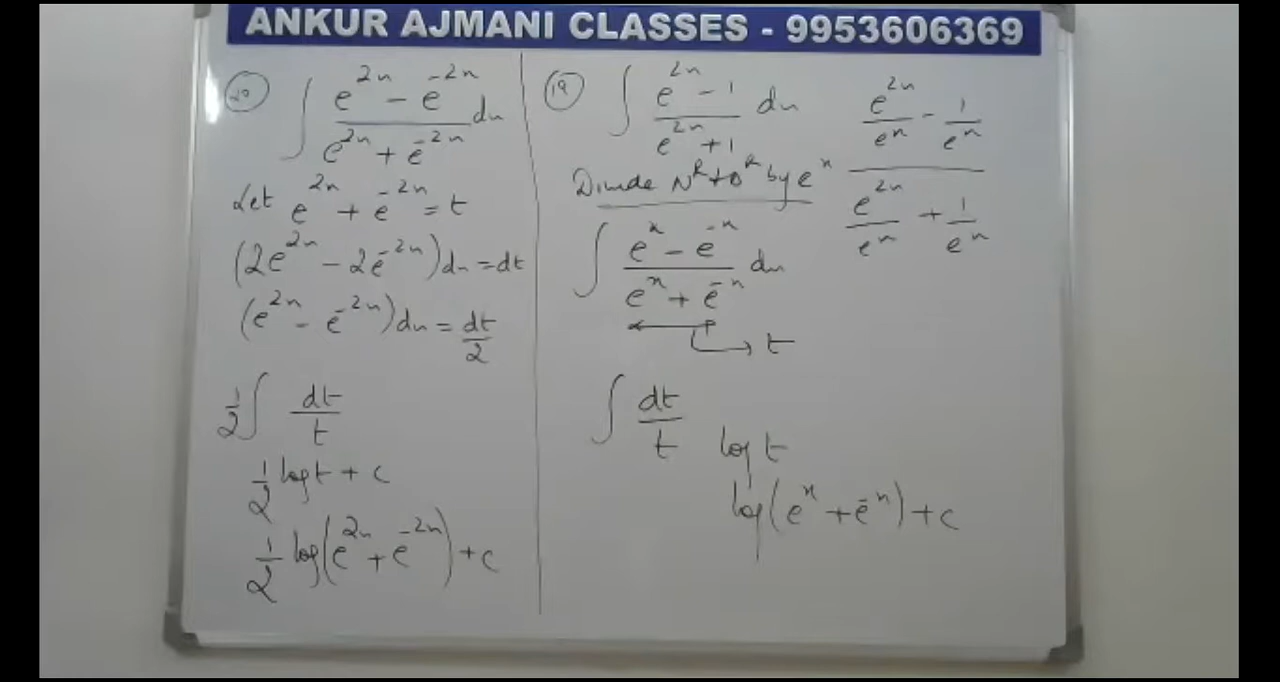 ANKUR AJMANI CLASSES - 9953606369
20 ∫ (e^{2x} - e^{-2x})/(e^{2x} + e^{-2x}) dx
Let e^{2x} + e^{-2x} = t
(2e^{2x} - 2e^{-2x})dx = dt
(e^{2x} - e^{-2x})dx = dt/2
1/2 ∫ dt/t
1/2 log t + c
1/2 log(e^{2x} + e^{-2x}) + c
19 ∫ (e^{2x} - 1)/(e^{2x} + 1) dx
(e^{2x}/e^x - 1/e^x)/(e^{2x}/e^x + 1/e^x)
Divide N^R & D^R by e^x
∫ (e^x - e^{-x})/(e^x + e^{-x}) dx
→ t
∫ dt/t log t
log(e^x + e^{-x}) + c